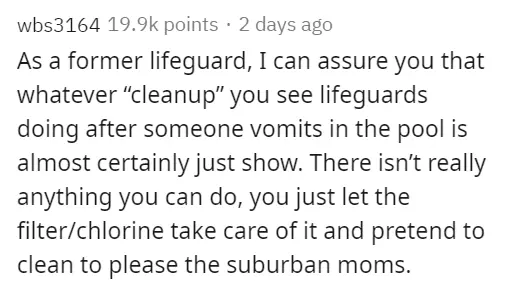 wbs3164 19.9k points · 2 days ago
As a former lifeguard, I can assure you that
whatever “cleanup” you see lifeguards
doing after someone vomits in the pool is
almost certainly just show. There isn’t really
anything you can do, you just let the
filter/chlorine take care of it and pretend to
clean to please the suburban moms.